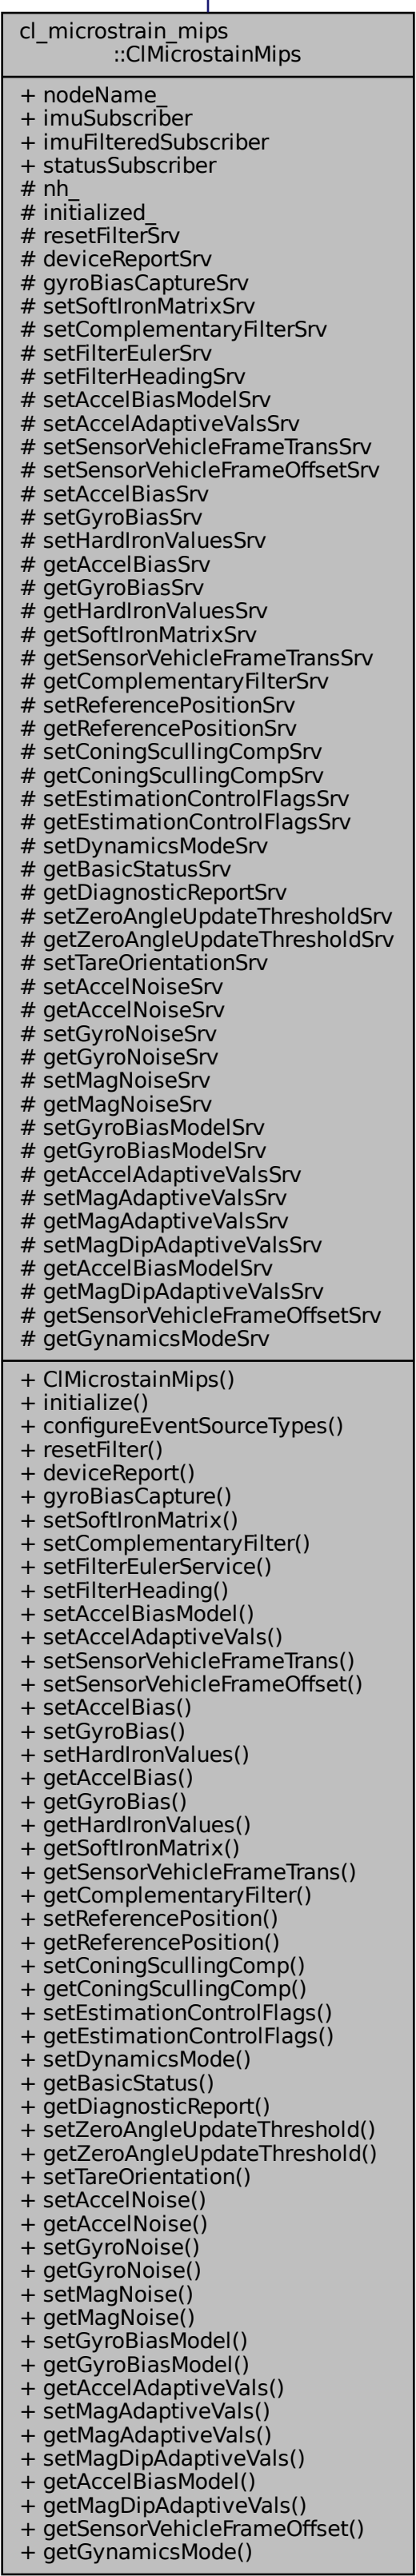 cl_microstrain_mips
::ClMicrostainMips
+ nodeName_
+ imuSubscriber
+ imuFilteredSubscriber
+ statusSubscriber
# nh_
# initialized_
# resetFilterSrv
# deviceReportSrv
# gyroBiasCaptureSrv
# setSoftIronMatrixSrv
# setComplementaryFilterSrv
# setFilterEulerSrv
# setFilterHeadingSrv
# setAccelBiasModelSrv
# setAccelAdaptiveValsSrv
# setSensorVehicleFrameTransSrv
# setSensorVehicleFrameOffsetSrv
# setAccelBiasSrv
# setGyroBiasSrv
# setHardIronValuesSrv
# getAccelBiasSrv
# getGyroBiasSrv
# getHardIronValuesSrv
# getSoftIronMatrixSrv
# getSensorVehicleFrameTransSrv
# getComplementaryFilterSrv
# setReferencePositionSrv
# getReferencePositionSrv
# setConingScullingCompSrv
# getConingScullingCompSrv
# setEstimationControlFlagsSrv
# getEstimationControlFlagsSrv
# setDynamicsModeSrv
# getBasicStatusSrv
# getDiagnosticReportSrv
# setZeroAngleUpdateThresholdSrv
# getZeroAngleUpdateThresholdSrv
# setTareOrientationSrv
# setAccelNoiseSrv
# getAccelNoiseSrv
# setGyroNoiseSrv
# getGyroNoiseSrv
# setMagNoiseSrv
# getMagNoiseSrv
# setGyroBiasModelSrv
# getGyroBiasModelSrv
# getAccelAdaptiveValsSrv
# setMagAdaptiveValsSrv
# getMagAdaptiveValsSrv
# setMagDipAdaptiveValsSrv
# getAccelBiasModelSrv
# getMagDipAdaptiveValsSrv
# getSensorVehicleFrameOffsetSrv
# getGynamicsModeSrv
+ ClMicrostainMips()
+ initialize()
+ configureEventSourceTypes()
+ resetFilter()
+ deviceReport()
+ gyroBiasCapture()
+ setSoftIronMatrix()
+ setComplementaryFilter()
+ setFilterEulerService()
+ setFilterHeading()
+ setAccelBiasModel()
+ setAccelAdaptiveVals()
+ setSensorVehicleFrameTrans()
+ setSensorVehicleFrameOffset()
+ setAccelBias()
+ setGyroBias()
+ setHardIronValues()
+ getAccelBias()
+ getGyroBias()
+ getHardIronValues()
+ getSoftIronMatrix()
+ getSensorVehicleFrameTrans()
+ getComplementaryFilter()
+ setReferencePosition()
+ getReferencePosition()
+ setConingScullingComp()
+ getConingScullingComp()
+ setEstimationControlFlags()
+ getEstimationControlFlags()
+ setDynamicsMode()
+ getBasicStatus()
+ getDiagnosticReport()
+ setZeroAngleUpdateThreshold()
+ getZeroAngleUpdateThreshold()
+ setTareOrientation()
+ setAccelNoise()
+ getAccelNoise()
+ setGyroNoise()
+ getGyroNoise()
+ setMagNoise()
+ getMagNoise()
+ setGyroBiasModel()
+ getGyroBiasModel()
+ getAccelAdaptiveVals()
+ setMagAdaptiveVals()
+ getMagAdaptiveVals()
+ setMagDipAdaptiveVals()
+ getAccelBiasModel()
+ getMagDipAdaptiveVals()
+ getSensorVehicleFrameOffset()
+ getGynamicsMode()